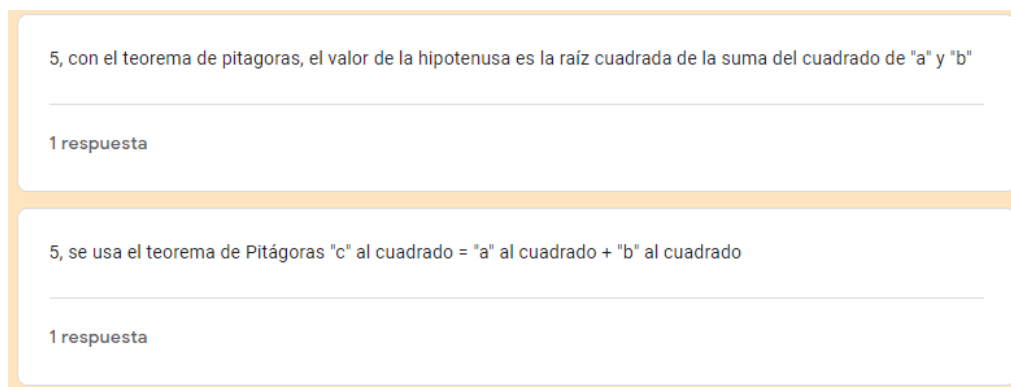 5, con el teorema de pitagoras, el valor de la hipotenusa es la raíz cuadrada de la suma del cuadrado de "a" y "b"
1 respuesta
5, se usa el teorema de Pitágoras "c" al cuadrado = "a" al cuadrado + "b" al cuadrado
1 respuesta